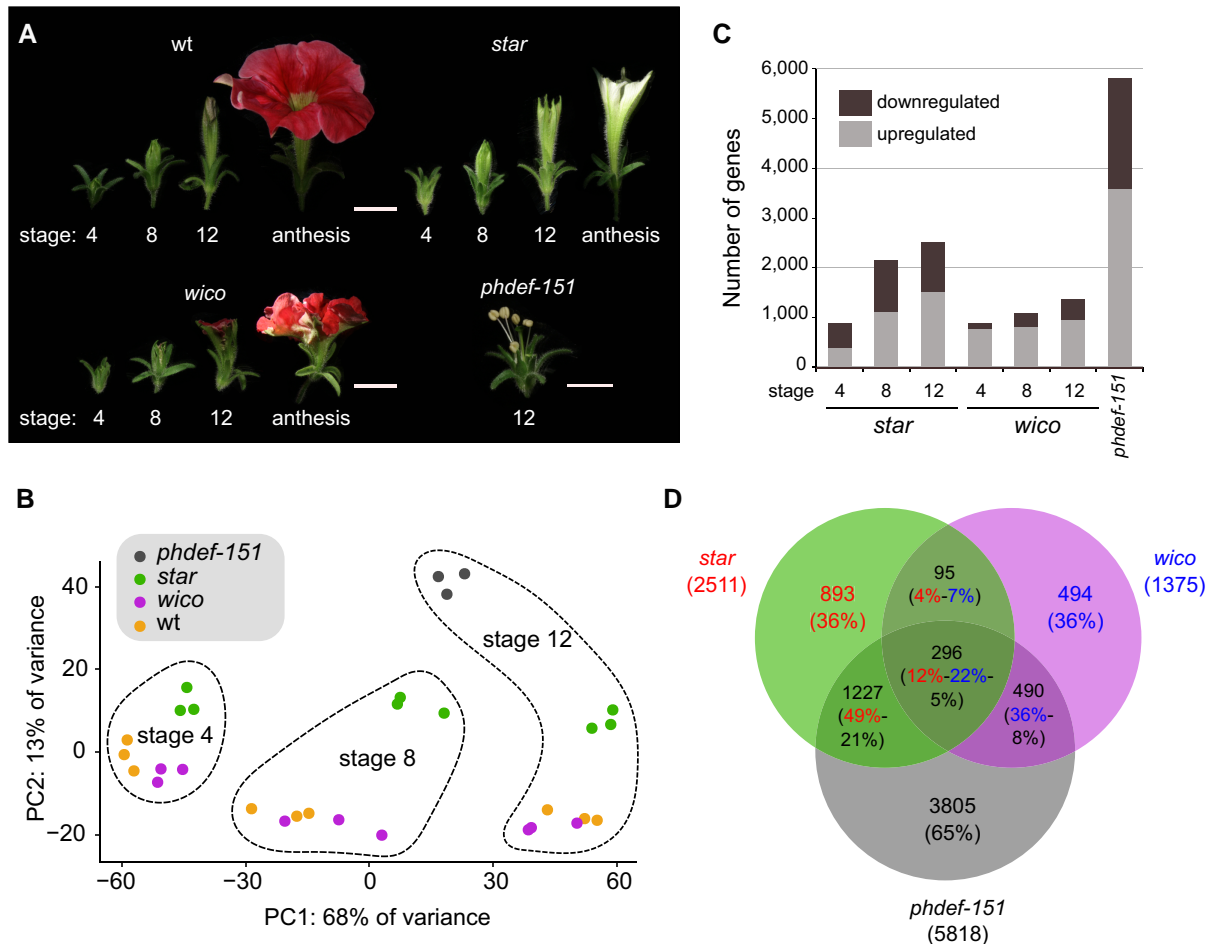 A
wt
star
stage: 4 8 12 anthesis
4 8 12 anthesis
wico
phdef-151
stage: 4 8 12 anthesis
12
C
Number of genes
6,000
5,000
4,000
3,000
2,000
1,000
0
downregulated
upregulated
stage 4 8 12 4 8 12
star wico
phdef-151
B
phdef-151
star
wico
wt
PC2: 13% of variance
40
20
0
−20
stage 4
stage 8
stage 12
−60 −30 0 30 60
PC1: 68% of variance
D
star
(2511)
wico
(1375)
893
(36%)
95
(4%-7%)
494
(36%)
296
(12%-22%-
5%)
1227
(49%-
21%)
490
(36%-
8%)
3805
(65%)
phdef-151
(5818)